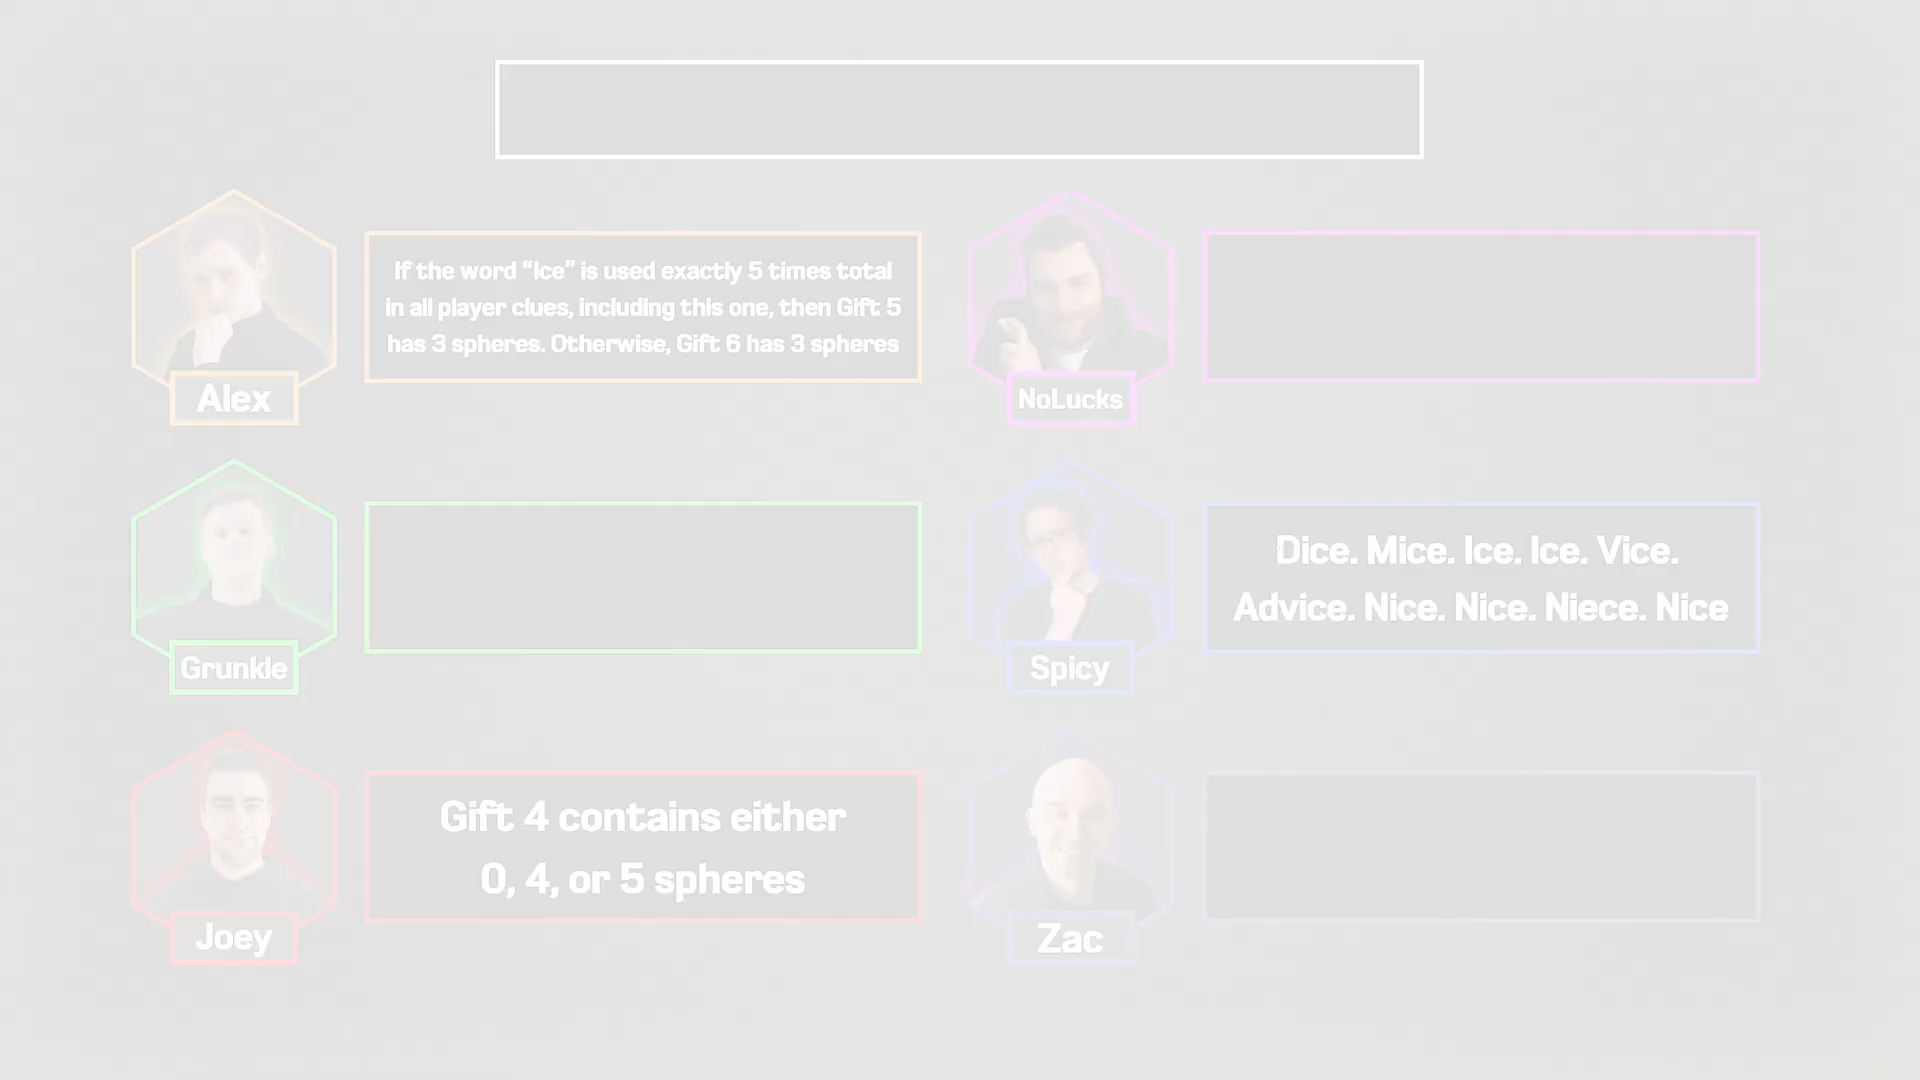 If the word “Ice” is used exactly 5 times total
in all player clues, including this one, then Gift 5
has 3 spheres. Otherwise, Gift 6 has 3 spheres
Alex
NoLucks
Dice. Mice. Ice. Ice. Vice.
Advice. Nice. Nice. Niece. Nice
Grunkle
Spicy
Gift 4 contains either
0, 4, or 5 spheres
Joey
Zac